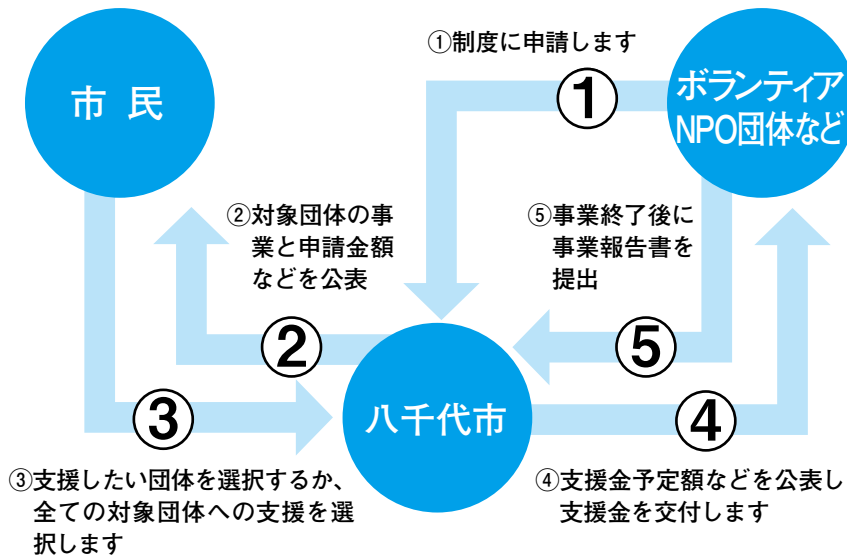 ①制度に申請します
市民
①
ボランティア
NPO団体など
②対象団体の事
業と申請金額
などを公表
⑤事業終了後に
事業報告書を
提出
②
⑤
③
八千代市
④
③支援したい団体を選択するか、
全ての対象団体への支援を選
択します
④支援金予定額などを公表し
支援金を交付します